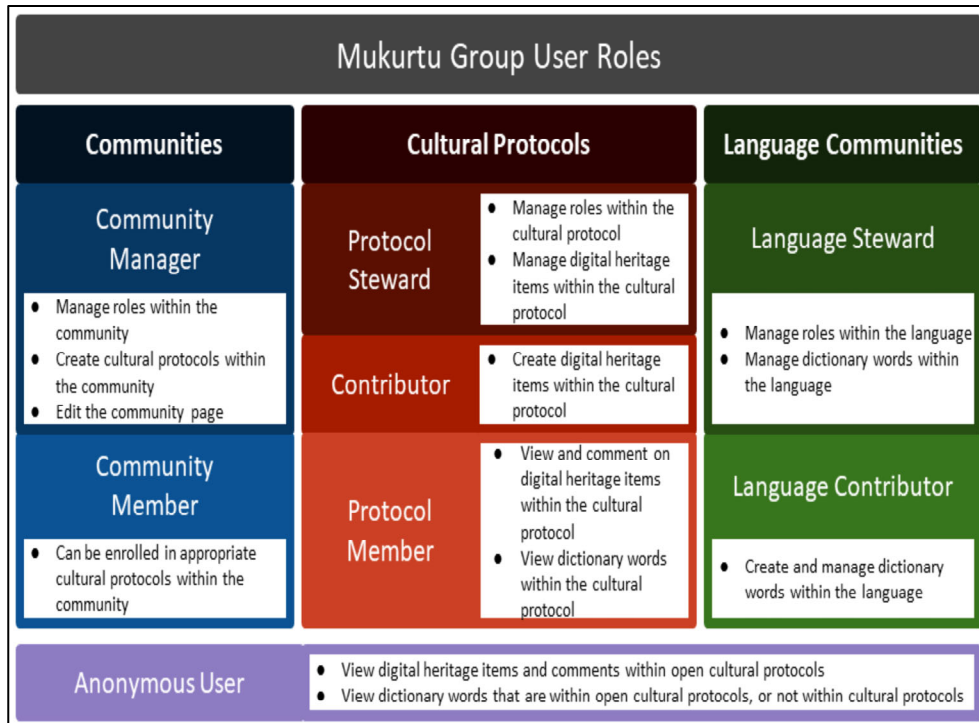 Mukurtu Group User Roles
Communities
Community
Manager
● Manage roles within the
community
● Create cultural protocols within
the community
● Edit the community page
Community
Member
● Can be enrolled in appropriate
cultural protocols within the
community
Cultural Protocols
Protocol
Steward
● Manage roles within the
cultural protocol
● Manage digital heritage
items within the cultural
protocol
Contributor
● Create digital heritage
items within the cultural
protocol
Protocol
Member
● View and comment on
digital heritage items
within the cultural
protocol
● View dictionary words
within the cultural
protocol
Language Communities
Language Steward
● Manage roles within the language
● Manage dictionary words within
the language
Language Contributor
● Create and manage dictionary
words within the language
Anonymous User
● View digital heritage items and comments within open cultural protocols
● View dictionary words that are within open cultural protocols, or not within cultural protocols